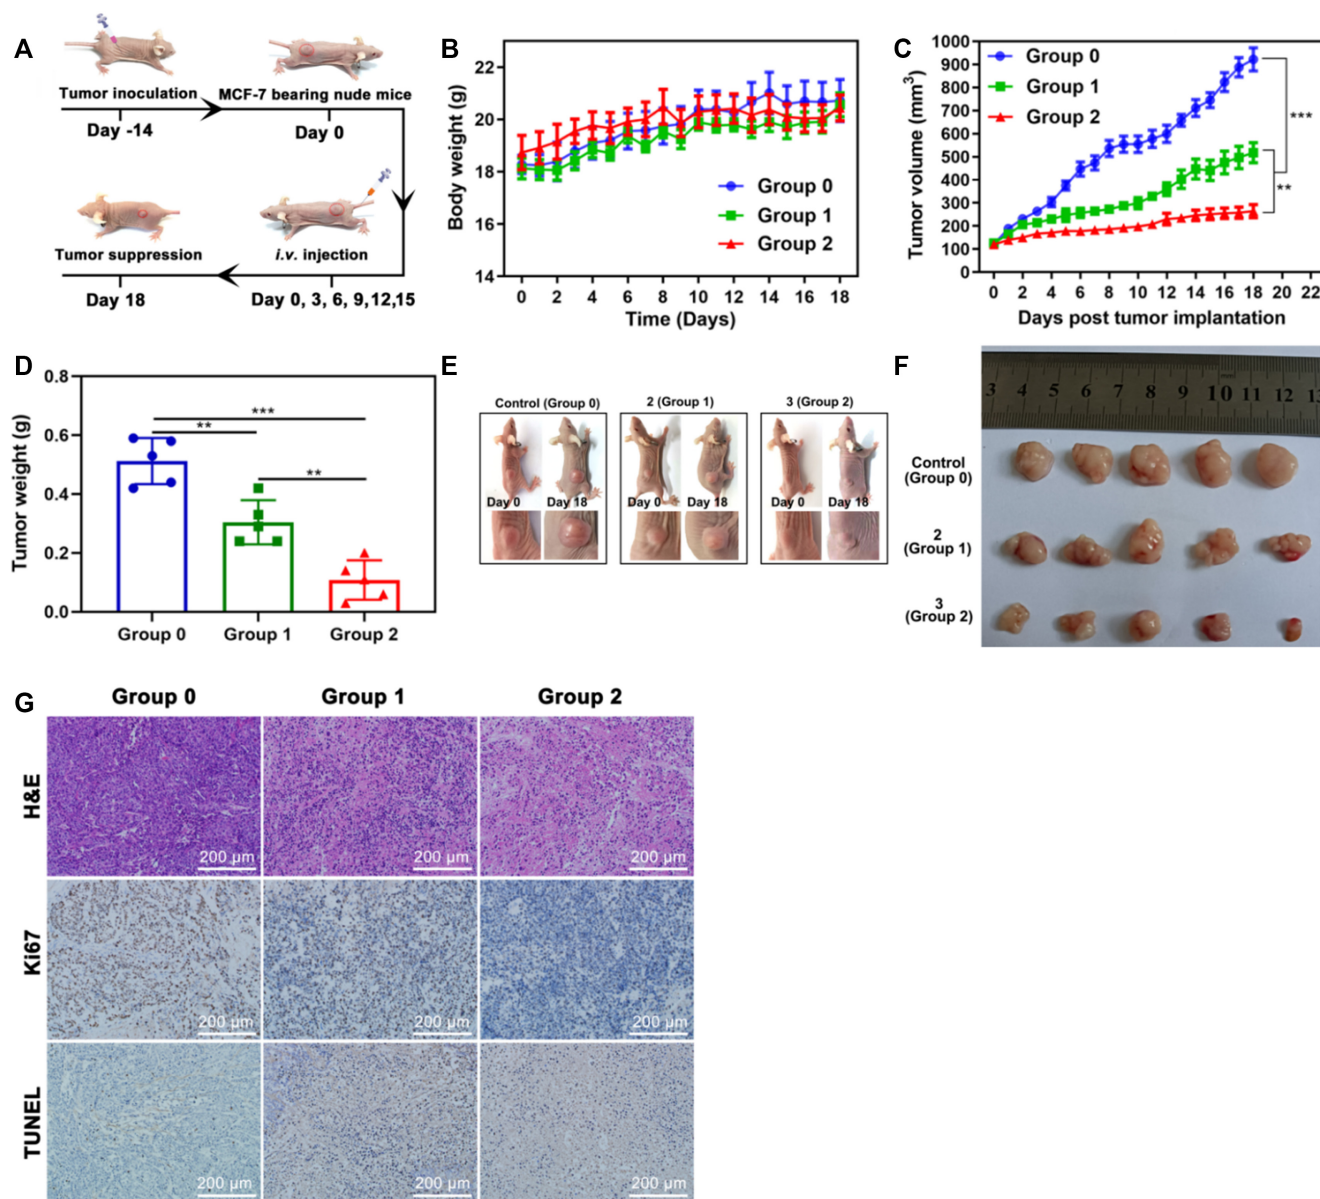 A
Tumor inoculation
MCF-7 bearing nude mice
Day -14
Day 0
Tumor suppression
i.v. injection
Day 18
Day 0, 3, 6, 9,12,15
B
Body weight (g)
22
20
18
16
14
Group 0
Group 1
Group 2
0 2 4 6 8 10 12 14 16 18
Time (Days)
C
Tumor volume (mm3)
1000
900
800
700
600
500
400
300
200
100
0
Group 0
Group 1
Group 2
***
**
0 2 4 6 8 10 12 14 16 18 20 22
Days post tumor implantation
D
Tumor weight (g)
0.8
0.6
0.4
0.2
0.0
***
**
**
Group 0 Group 1 Group 2
E
Control (Group 0) 2 (Group 1) 3 (Group 2)
Day 0 Day 18 Day 0 Day 18 Day 0 Day 18
F
3 4 5 6 7 8 9 10 11 12 13
Control
(Group 0)
2
(Group 1)
3
(Group 2)
G
Group 0 Group 1 Group 2
H&E
200 µm 200 µm 200 µm
Ki67
200 µm 200 µm 200 µm
TUNEL
200 µm 200 µm 200 µm